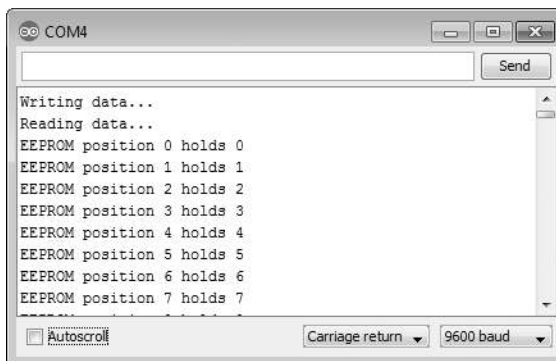 COM4
Send
Writing data...
Reading data...
EEPROM position 0 holds 0
EEPROM position 1 holds 1
EEPROM position 2 holds 2
EEPROM position 3 holds 3
EEPROM position 4 holds 4
EEPROM position 5 holds 5
EEPROM position 6 holds 6
EEPROM position 7 holds 7
Autoscroll Carriage return 9600 baud